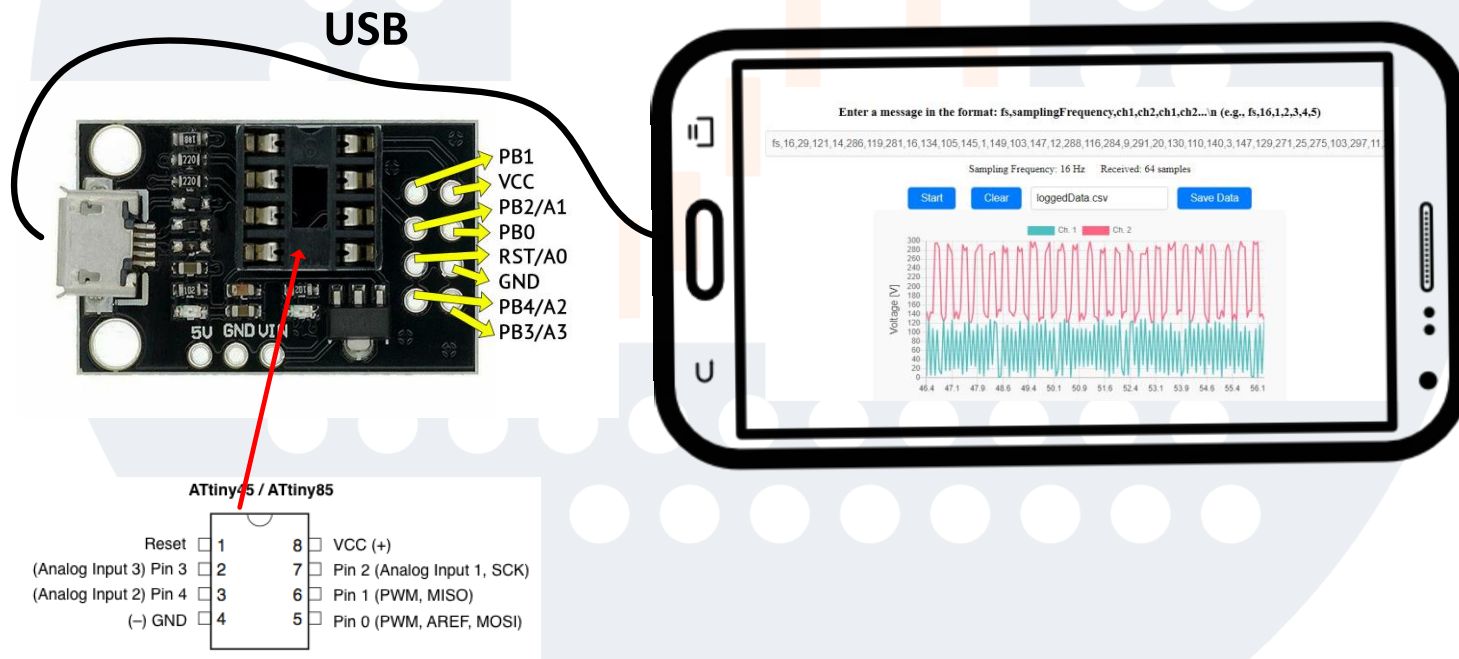 USB
PB1
VCC
PB2/A1
PB0
RST/A0
GND
PB4/A2
PB3/A3
881
220
220
102
201
5V GND VIN
Enter a message in the format: fs,samplingFrequency,ch1,ch2,ch1,ch2...\n (e.g., fs,16,1,2,3,4,5)
fs,16,29,121,14,286,119,281,16,134,105,145,1,149,103,147,12,288,116,284,9,291,20,130,110,140,3,147,129,271,25,275,103,297,11,
Sampling Frequency: 16 Hz Received: 64 samples
Start Clear loggedData.csv Save Data
Ch. 1 Ch. 2
Voltage [V]
300
280
260
240
220
200
180
160
140
120
100
80
60
40
20
0
46.4 47.1 47.9 48.6 49.4 50.1 50.9 51.6 52.4 53.1 53.9 54.6 55.4 56.1
ATtiny45 / ATtiny85
Reset 1 8 VCC (+)
(Analog Input 3) Pin 3 2 7 Pin 2 (Analog Input 1, SCK)
(Analog Input 2) Pin 4 3 6 Pin 1 (PWM, MISO)
(–) GND 4 5 Pin 0 (PWM, AREF, MOSI)